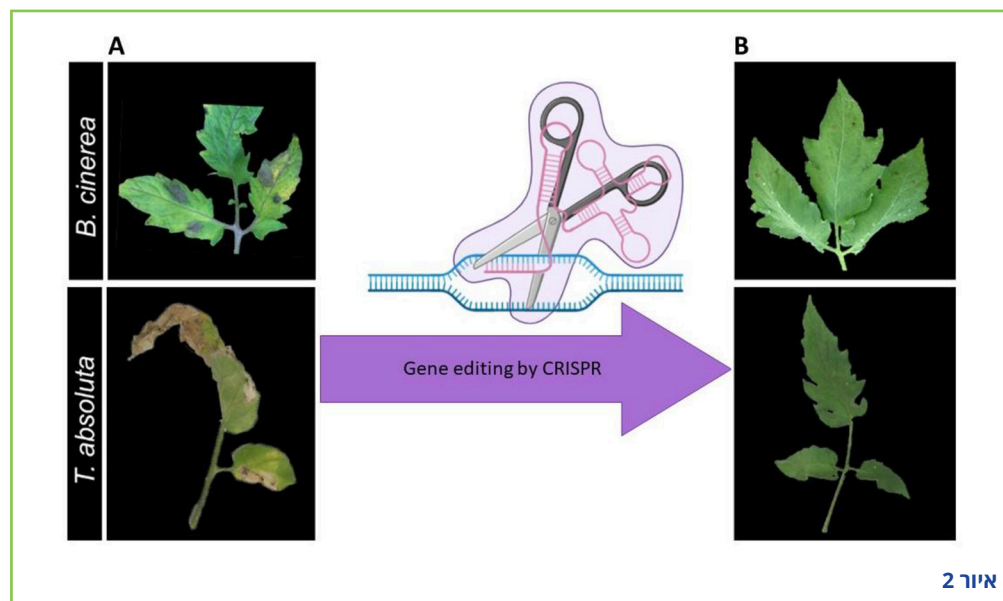 A
B
B. cinerea
Gene editing by CRISPR
T. absoluta
איור 2